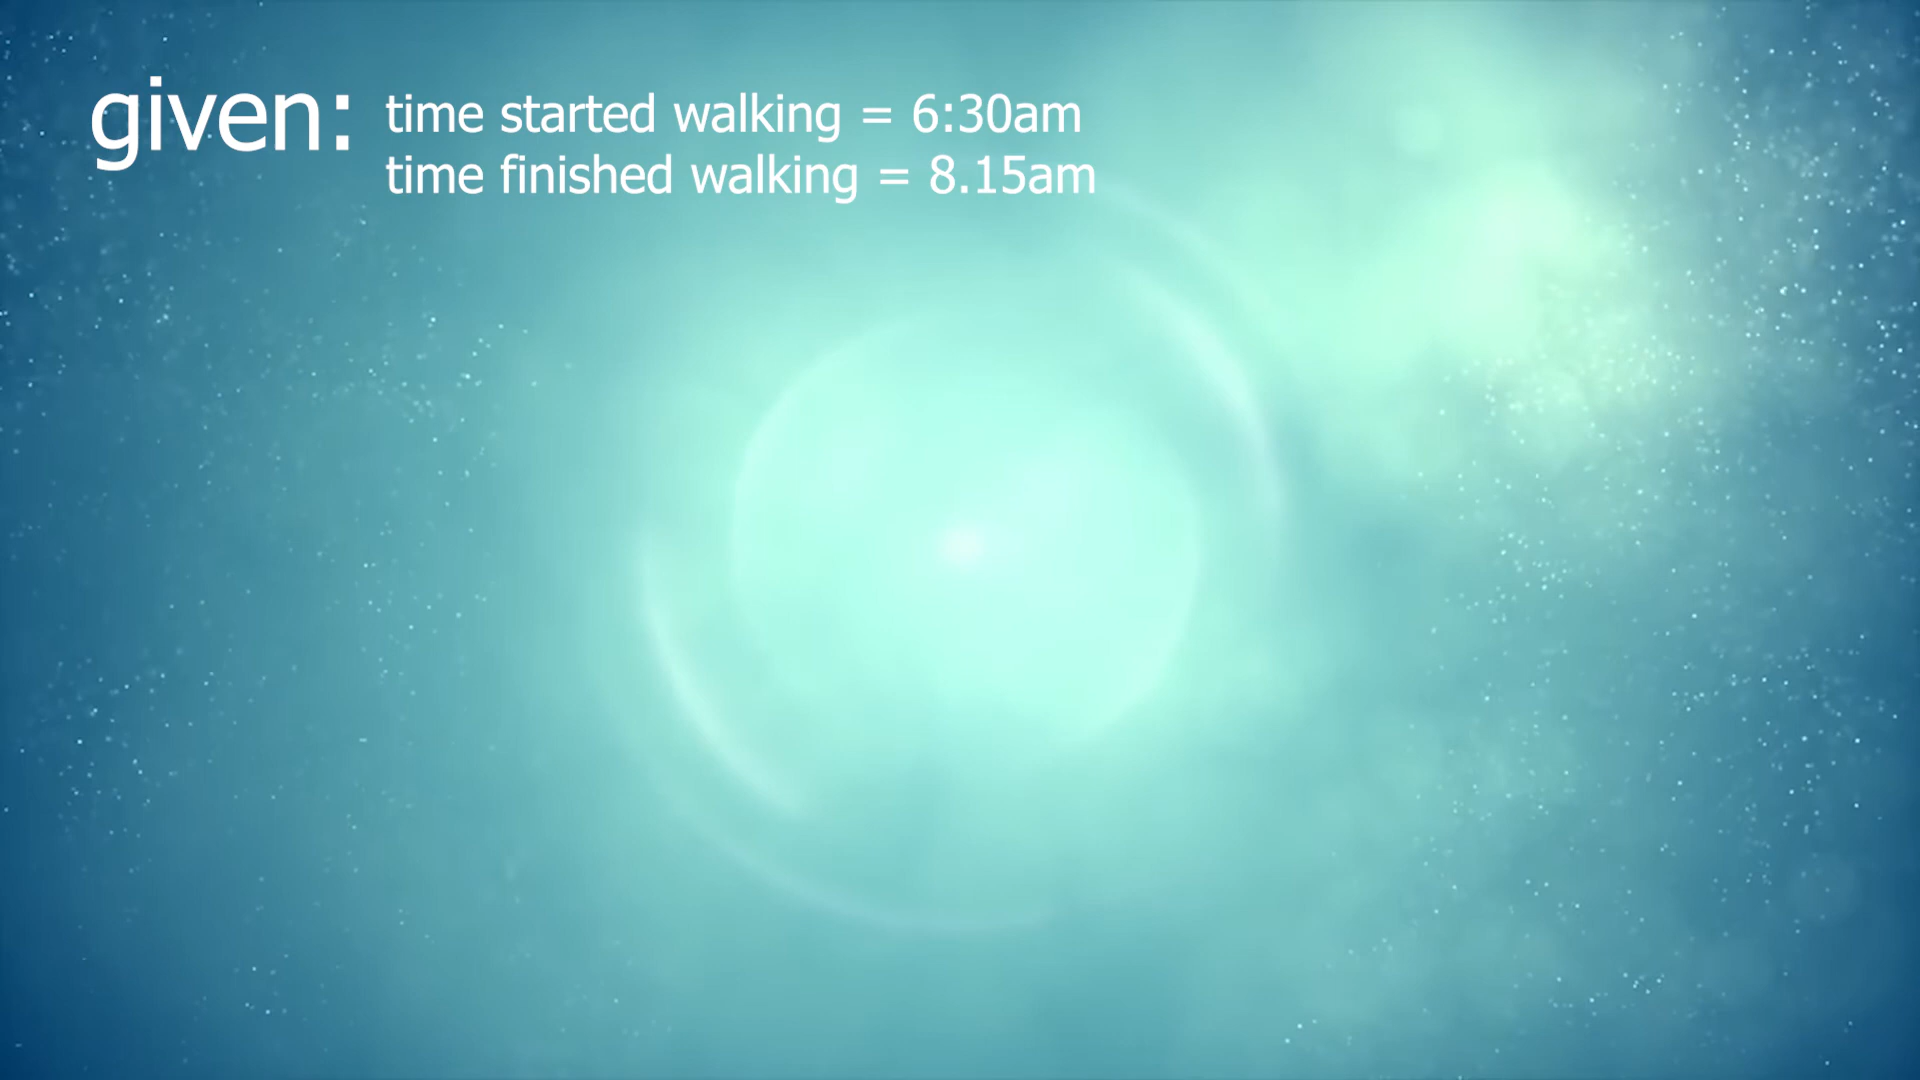 given: time started walking = 6:30am
time finished walking = 8.15am